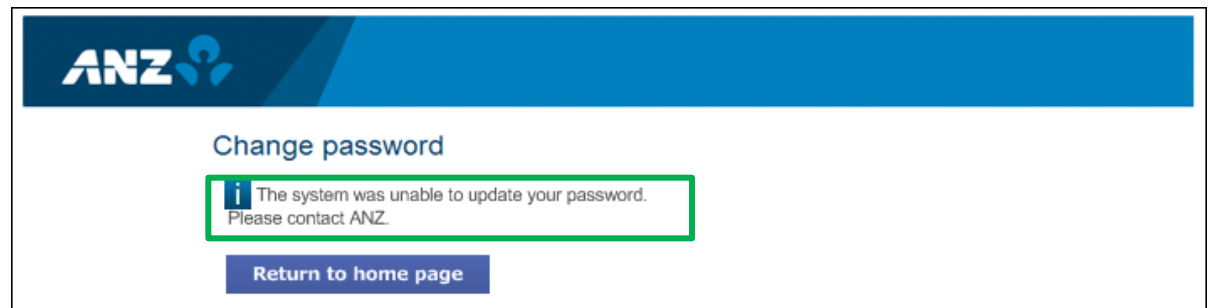 ANZ
Change password
i The system was unable to update your password.
Please contact ANZ.
Return to home page